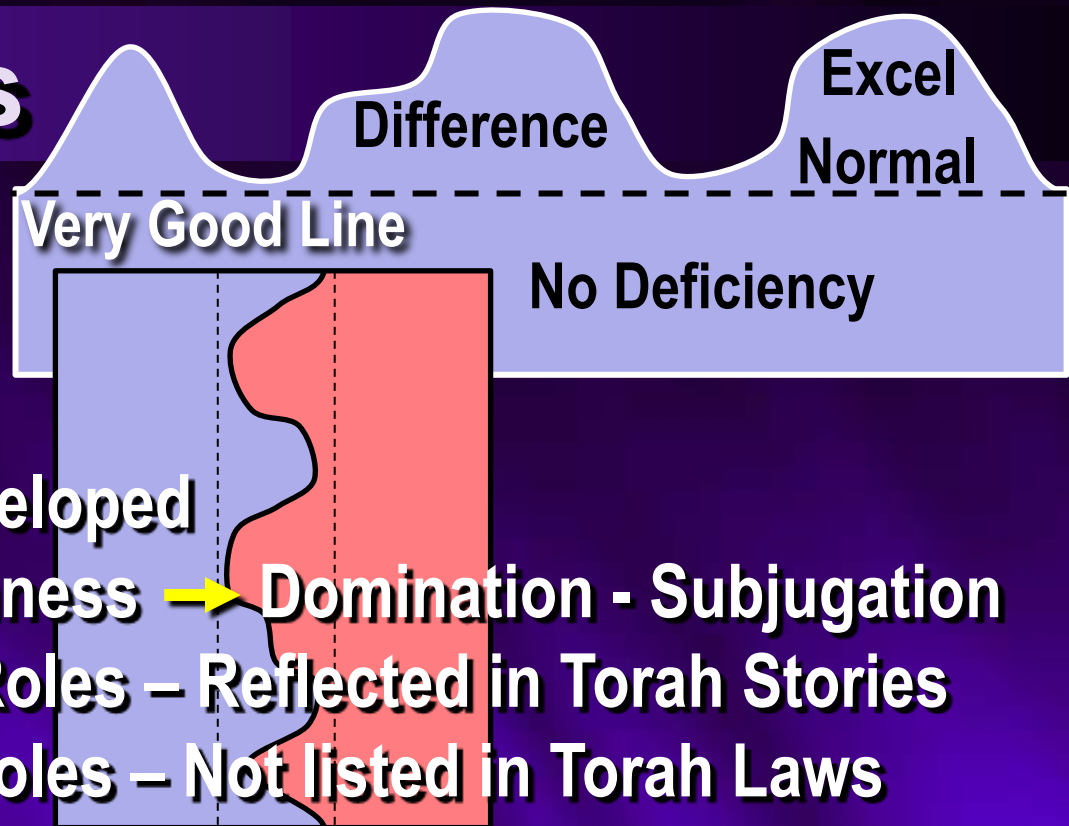 s
Excel
Difference
Normal
Very Good Line
No Deficiency
eloped
ness Domination - Subjugation
Roles – Reflected in Torah Stories
oles – Not listed in Torah Laws